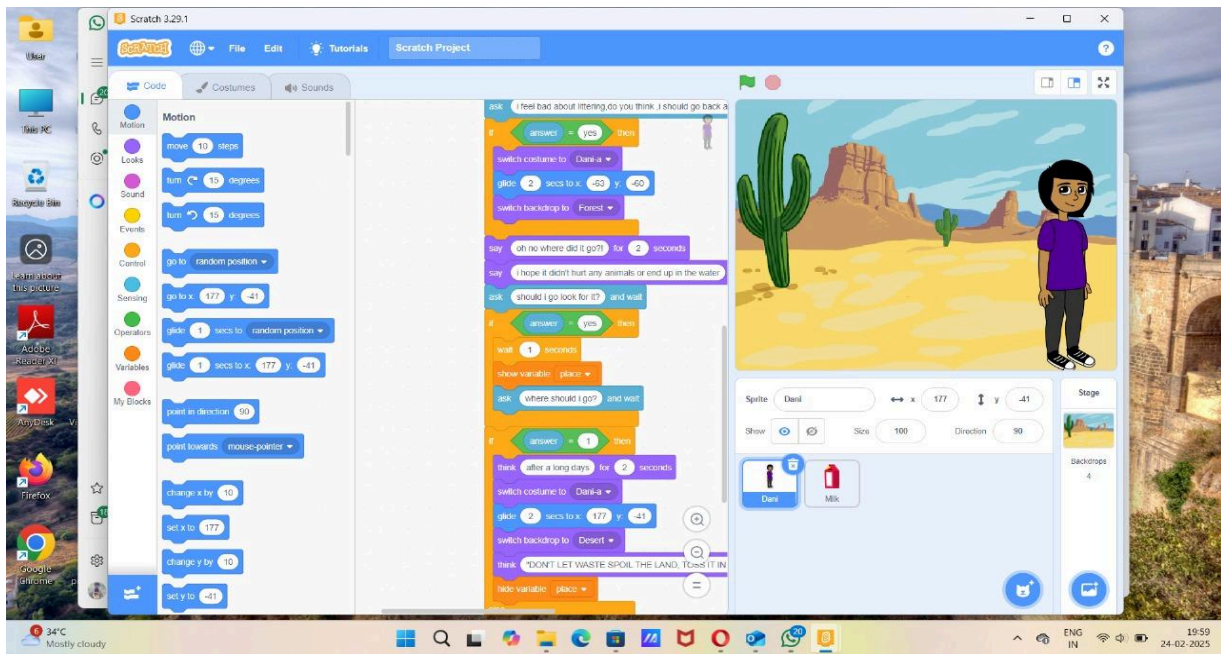 Scratch 3.29.1
SCRATCH
File Edit Tutorials Scratch Project
?
Code Costumes Sounds
User
This PC
Recycle Bin
Learn about
this picture
Adobe
Reader XI
AnyDesk
Firefox
Google
Chrome
Motion
Looks
Sound
Events
Control
Sensing
Operators
Variables
My Blocks
Motion
move 10 steps
turn 15 degrees
turn 15 degrees
go to random position
go to x: 177 y: -41
glide 1 secs to random position
glide 1 secs to x: 177 y: -41
point in direction 90
point towards mouse-pointer
change x by 10
set x to 177
change y by 10
set y to -41
ask i feel bad about littering,do you think .i should go back a
if answer = yes then
switch costume to Dani-a
glide 2 secs to x: -63 y: -60
switch backdrop to Forest
say oh no where did it go?! for 2 seconds
say i hope it didn't hurt any animals or end up in the water
ask should i go look for it? and wait
if answer = yes then
wait 1 seconds
show variable place
ask where should i go? and wait
if answer = 1 then
think after a long days for 2 seconds
switch costume to Dani-a
glide 2 secs to x: 177 y: -41
switch backdrop to Desert
think "DON'T LET WASTE SPOIL THE LAND, TOSS IT IN
hide variable place
Sprite Dani x 177 y -41
Show Size 100 Direction 90
Dani
Milk
Stage
Backdrops
4
34°C
Mostly cloudy
ENG
IN
19:59
24-02-2025